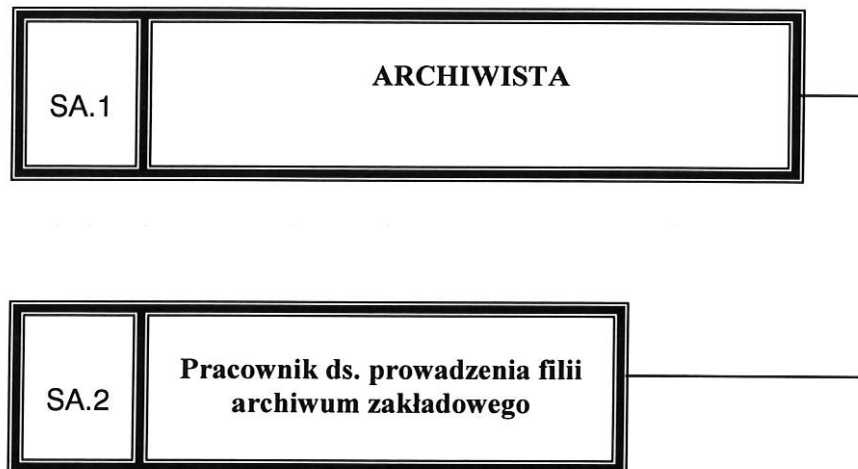 SA.1
ARCHIWISTA
SA.2
Pracownik ds. prowadzenia filii
archiwum zakładowego